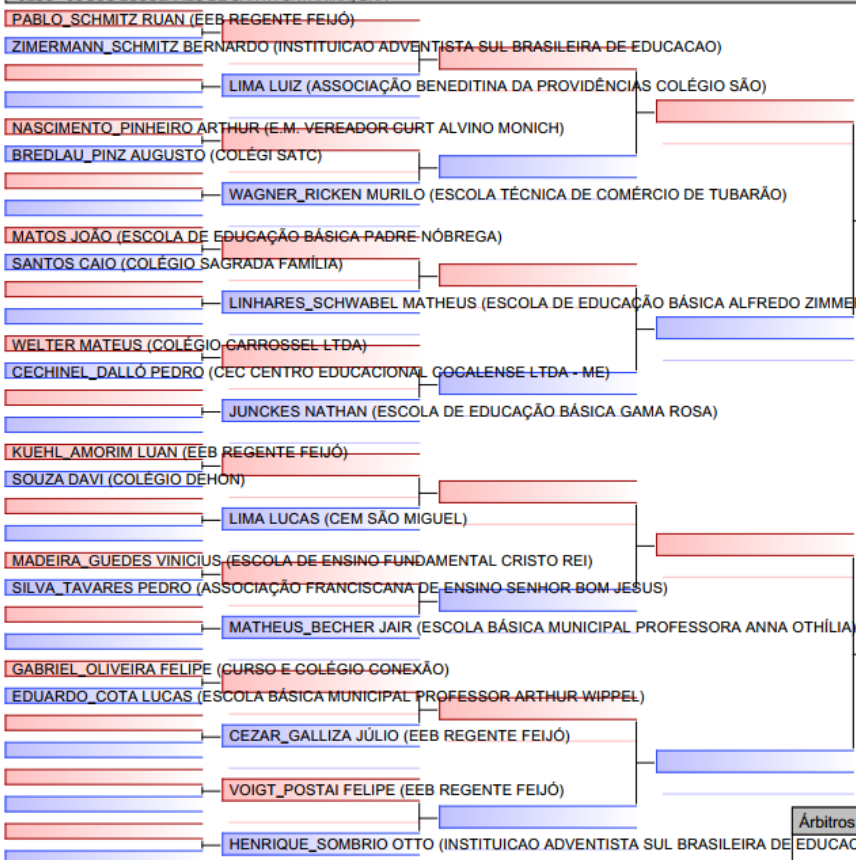 PABLO_SCHMITZ RUAN (EEB REGENTE FEIJÓ)
ZIMERMANN_SCHMITZ BERNARDO (INSTITUICAO ADVENTISTA SUL BRASILEIRA DE EDUCACAO)
LIMA LUIZ (ASSOCIAÇÃO BENEDITINA DA PROVIDÊNCIAS COLÉGIO SÃO)
NASCIMENTO_PINHEIRO ARTHUR (E.M. VEREADOR CURT ALVINO MONICH)
BREDLAU_PINZ AUGUSTO (COLÉGI SATC)
WAGNER_RICKEN MURILO (ESCOLA TÉCNICA DE COMÉRCIO DE TUBARÃO)
MATOS JOÃO (ESCOLA DE EDUCAÇÃO BÁSICA PADRE NÓBREGA)
SANTOS CAIO (COLÉGIO SAGRADA FAMÍLIA)
LINHARES_SCHWABEL MATHEUS (ESCOLA DE EDUCAÇÃO BÁSICA ALFREDO ZIMME
WELTER MATEUS (COLÉGIO CARROSSEL LTDA)
CECHINEL_DALLÓ PEDRO (CEC CENTRO EDUCACIONAL COCALENSE LTDA - ME)
JUNCKES NATHAN (ESCOLA DE EDUCAÇÃO BÁSICA GAMA ROSA)
KUEHL_AMORIM LUAN (EEB REGENTE FEIJÓ)
SOUZA DAVI (COLÉGIO DEHON)
LIMA LUCAS (CEM SÃO MIGUEL)
MADEIRA_GUEDES VINICIUS (ESCOLA DE ENSINO FUNDAMENTAL CRISTO REI)
SILVA_TAVARES PEDRO (ASSOCIAÇÃO FRANCISCANA DE ENSINO SENHOR BOM JESUS)
MATHEUS_BECHER JAIR (ESCOLA BÁSICA MUNICIPAL PROFESSORA ANNA OTHÍLIA)
GABRIEL_OLIVEIRA FELIPE (CURSO E COLÉGIO CONEXÃO)
EDUARDO_COTA LUCAS (ESCOLA BÁSICA MUNICIPAL PROFESSOR ARTHUR WIPPEL)
CEZAR_GALLIZA JÚLIO (EEB REGENTE FEIJÓ)
VOIGT_POSTAI FELIPE (EEB REGENTE FEIJÓ)
Árbitros
HENRIQUE_SOMBRIO OTTO (INSTITUICAO ADVENTISTA SUL BRASILEIRA DE EDUCAC